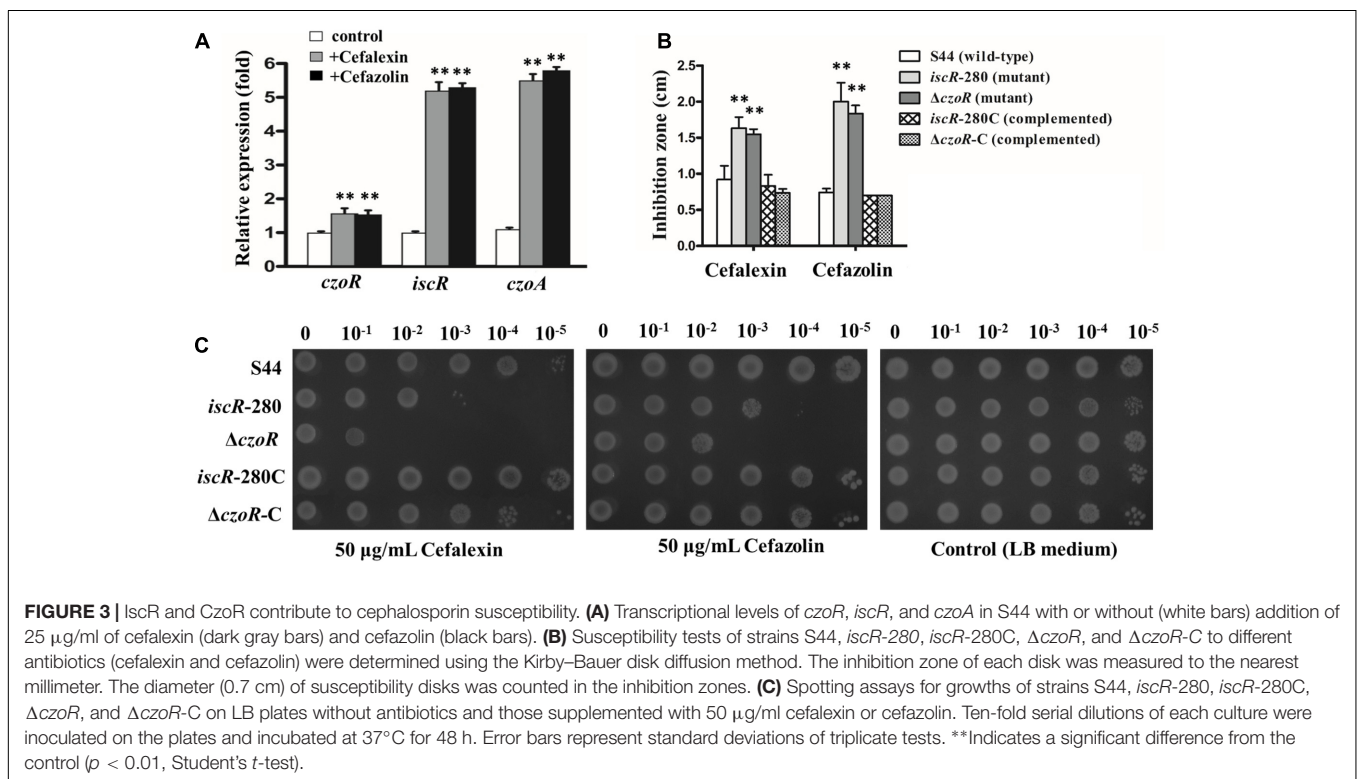 A
control
+Cefalexin
+Cefazolin
Relative expression (fold)
6
5
4
3
2
1
0
** **
** **
** **
czoR iscR czoA
B
S44 (wild-type)
iscR-280 (mutant)
ΔczoR (mutant)
iscR-280C (complemented)
ΔczoR-C (complemented)
Inhibition zone (cm)
2.5
2.0
1.5
1.0
0.5
0.0
**
**
**
**
Cefalexin Cefazolin
C
0 10-1 10-2 10-3 10-4 10-5 0 10-1 10-2 10-3 10-4 10-5 0 10-1 10-2 10-3 10-4 10-5
S44
iscR-280
ΔczoR
iscR-280C
ΔczoR-C
50 μg/mL Cefalexin 50 μg/mL Cefazolin Control (LB medium)
FIGURE 3 | IscR and CzoR contribute to cephalosporin susceptibility. (A) Transcriptional levels of czoR, iscR, and czoA in S44 with or without (white bars) addition of
25 μg/ml of cefalexin (dark gray bars) and cefazolin (black bars). (B) Susceptibility tests of strains S44, iscR-280, iscR-280C, ΔczoR, and ΔczoR-C to different
antibiotics (cefalexin and cefazolin) were determined using the Kirby–Bauer disk diffusion method. The inhibition zone of each disk was measured to the nearest
millimeter. The diameter (0.7 cm) of susceptibility disks was counted in the inhibition zones. (C) Spotting assays for growths of strains S44, iscR-280, iscR-280C,
ΔczoR, and ΔczoR-C on LB plates without antibiotics and those supplemented with 50 μg/ml cefalexin or cefazolin. Ten-fold serial dilutions of each culture were
inoculated on the plates and incubated at 37°C for 48 h. Error bars represent standard deviations of triplicate tests. **Indicates a significant difference from the
control (p < 0.01, Student's t-test).